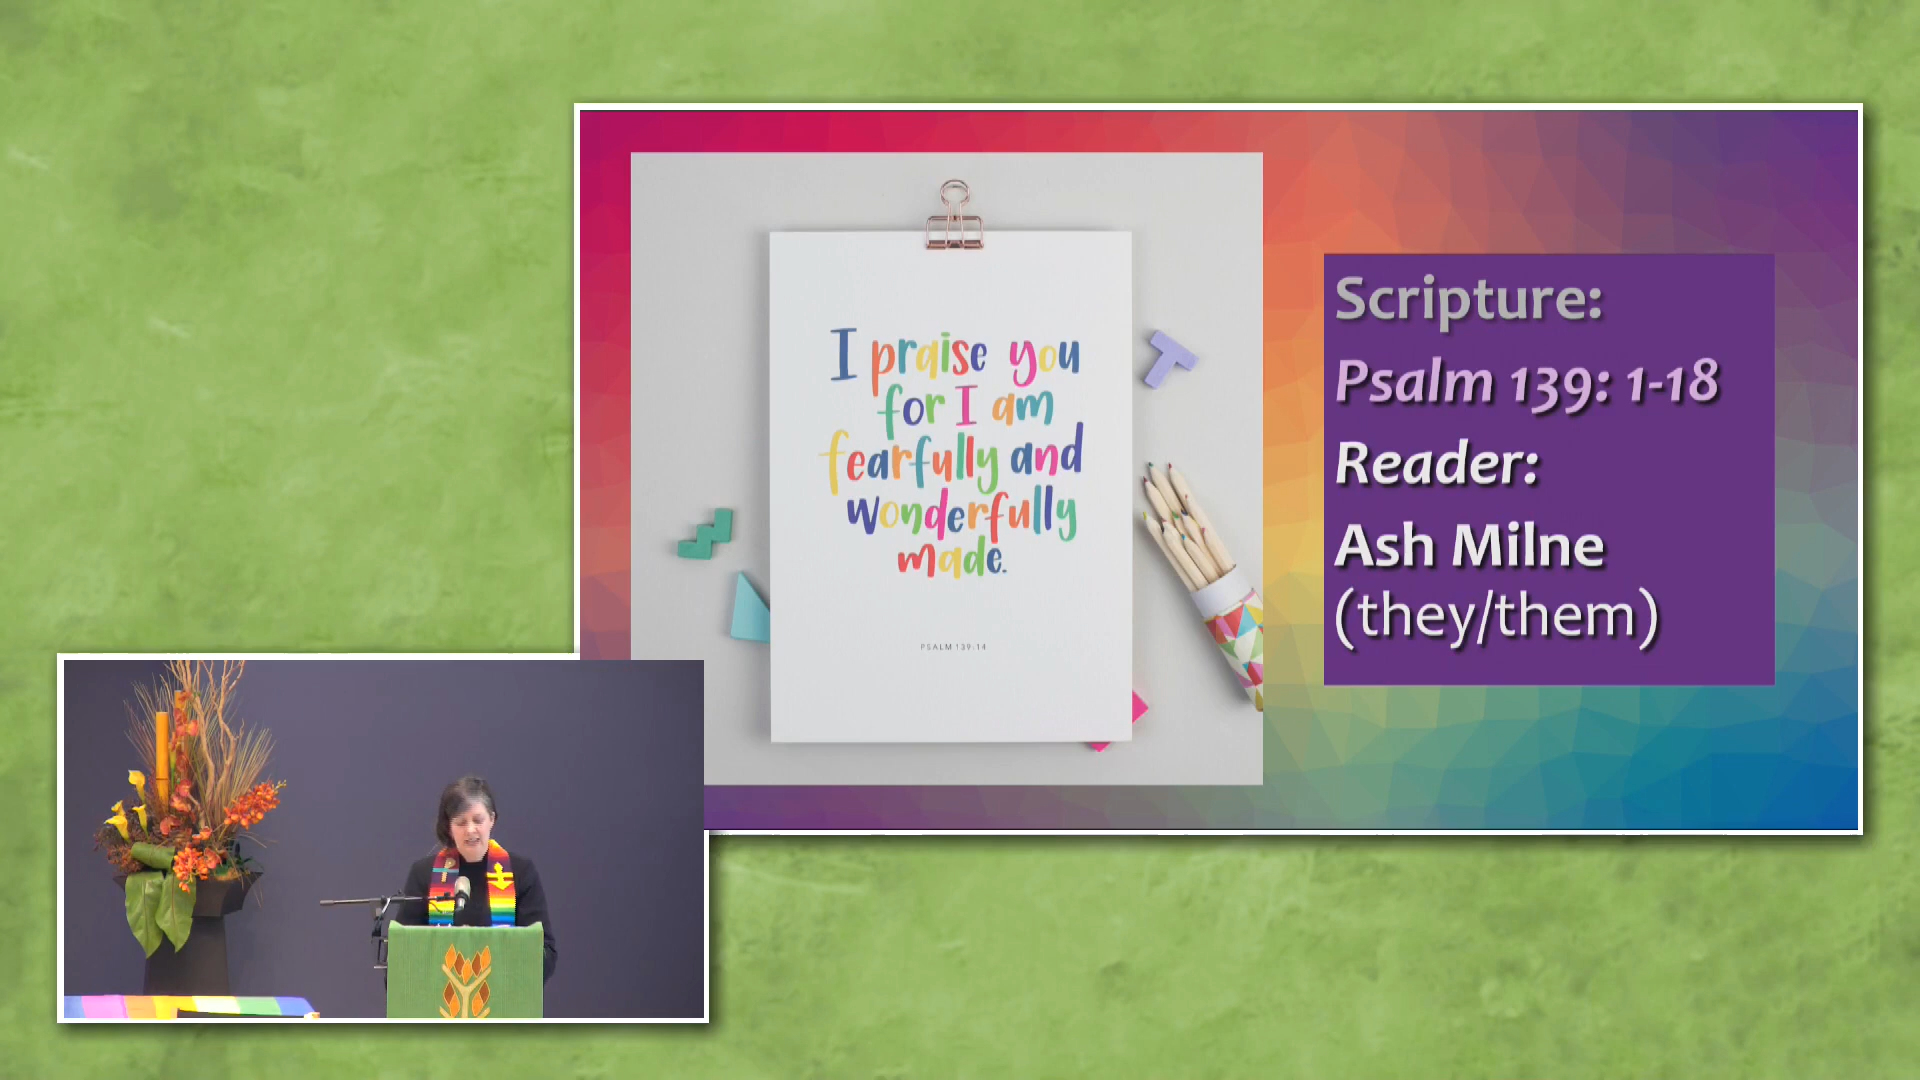 I praise you
for I am
fearfully and
wonderfully
made.
PSALM 139:14
Scripture:
Psalm 139: 1-18
Reader:
Ash Milne
(they/them)